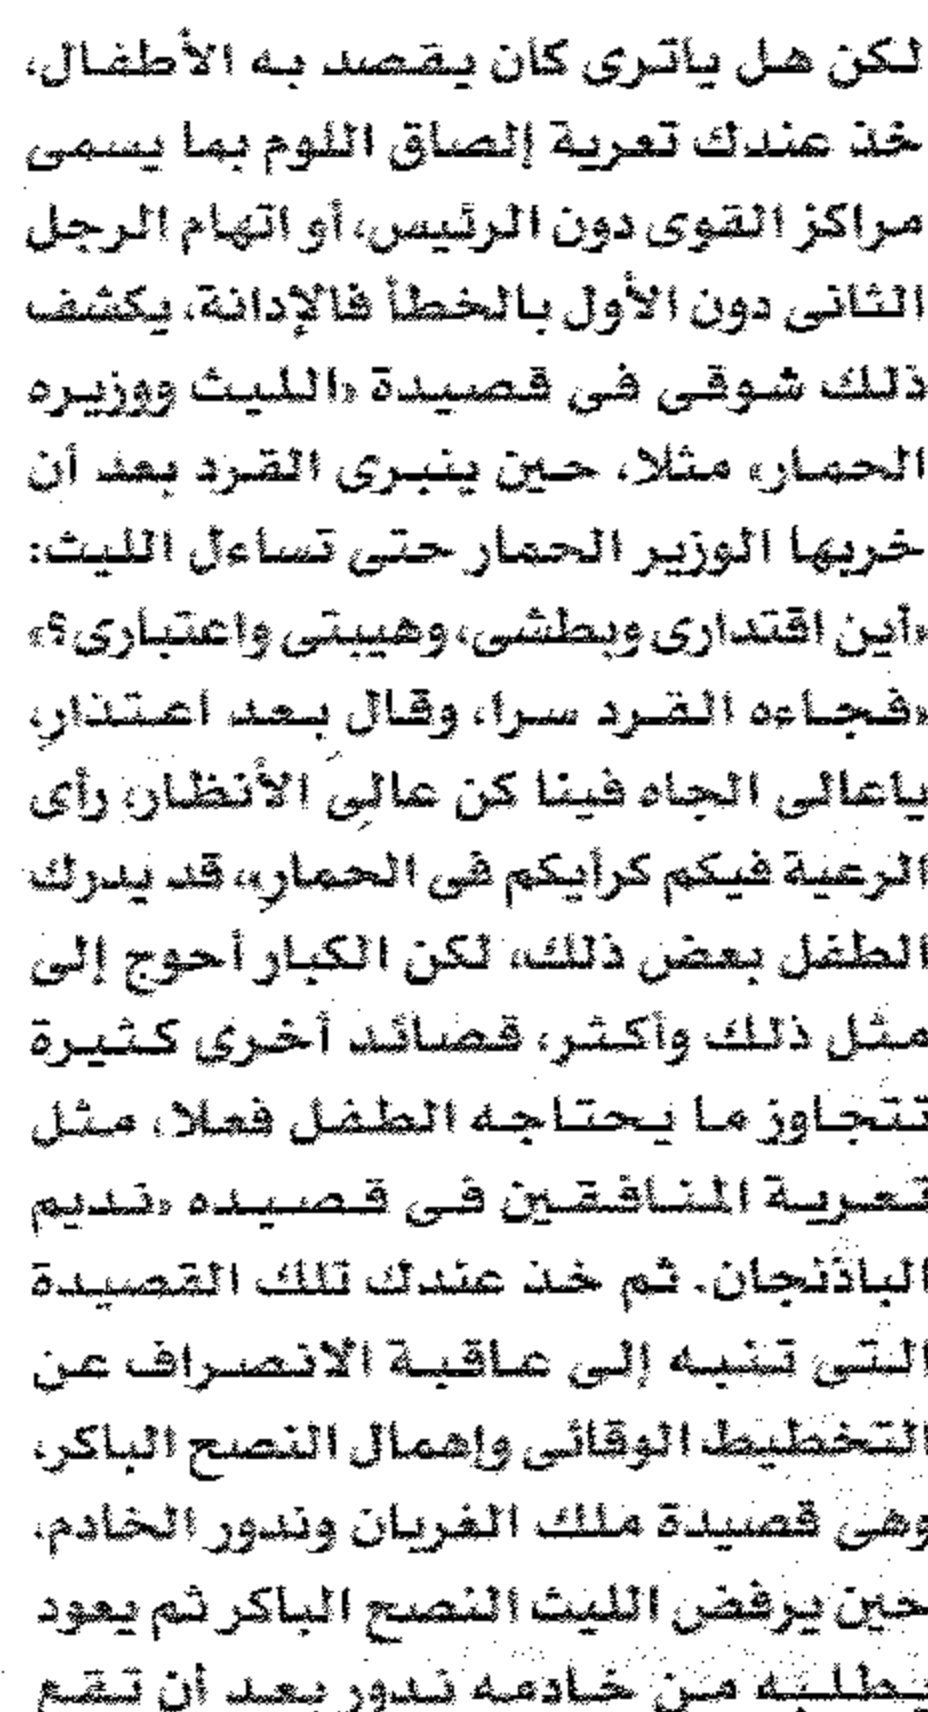 لكن هل ياترى كان يقصد به الأطفال،
خذ عندك تعرية إلصاق اللوم بما يسمى
مراكز القوى دون الرئيس، أو اتهام الرجل
الثانى دون الأول بالخطأ فالإدانة، يكشف
ذلك شوقى فى قصيدة «الليث ووزيره
الحمار» مثلا، حين ينبرى القرد بعد أن
خربها الوزير الحمار حتى تساءل الليث:
«أين اقتدارى وبطشى، وهيبتى واعتبارى؟»
«فجاءه القرد سرا، وقال بعد اعتذارِ،
ياعالى الجاه فينا كن عالىَ الأنظارِ، رأى
الرعية فيكم كرأيكم فى الحمارِ»، قد يدرك
الطفل بعض ذلك، لكن الكبار أحوج إلى
مثل ذلك وأكثر، قصائد أخرى كثيرة
تتجاوز ما يحتاجه الطفل فعلا، مثل
تعرية المنافقين فى قصيده «نديم
الباذنجان. ثم خذ عندك تلك القصيدة
التى تنبه إلى عاقبة الانصراف عن
التخطيط الوقائى وإهمال النصح الباكر،
وهى قصيدة ملك الغربان وندور الخادم،
حين يرفض الليث النصح الباكر ثم يعود
يطلبه من خادمه ندور بعد أن تقع